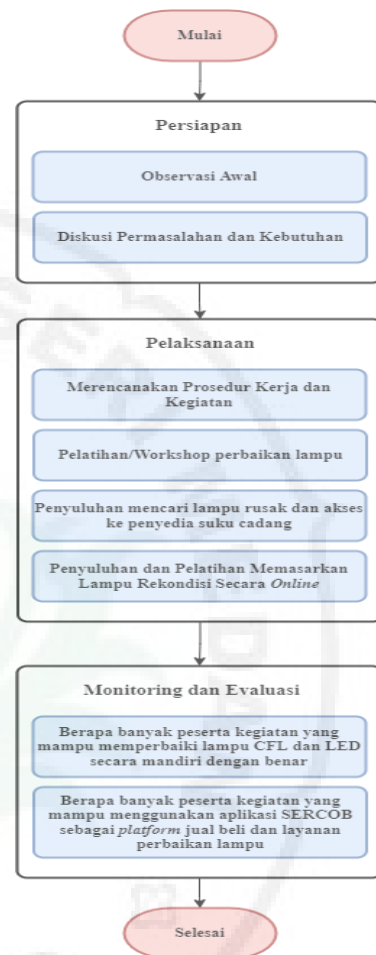 Mulai
Persiapan
Observasi Awal
Diskusi Permasalahan dan Kebutuhan
Pelaksanaan
Merencanakan Prosedur Kerja dan
Kegiatan
Pelatihan/Workshop perbaikan lampu
Penyuluhan mencari lampu rusak dan akses
ke penyedia suku cadang
Penyuluhan dan Pelatihan Memasarkan
Lampu Rekondisi Secara Online
Monitoring dan Evaluasi
Berapa banyak peserta kegiatan yang
mampu memperbaiki lampu CFL dan LED
secara mandiri dengan benar
Berapa banyak peserta kegiatan yang
mampu menggunakan aplikasi SERCOB
sebagai platform jual beli dan layanan
perbaikan lampu
Selesai